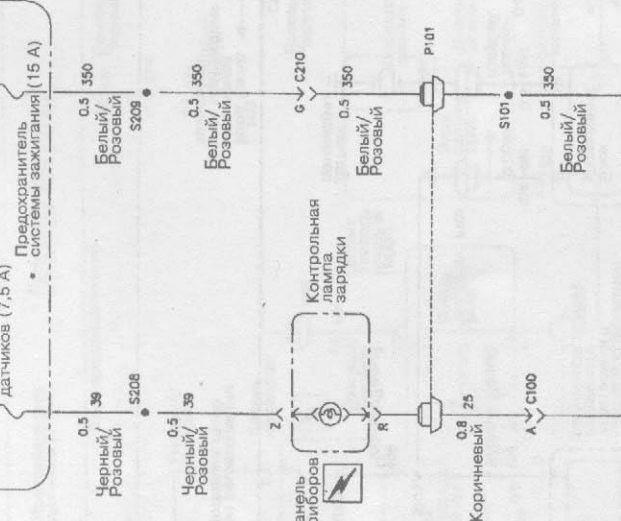 Предохранитель
системы зажигания (15 А)
датчиков (7,5 А)
0.5 350
Белый/
Розовый
S209
0.5 350
Белый/
Розовый
G C210
0.5 350
Белый/
Розовый
P101
S101
0.5 350
Белый/
Розовый
0.5 39
Черный/
Розовый
S208
0.5 39
Черный/
Розовый
Z
Контрольная
лампа
зарядки
R
0.8 25
Коричневый
A C100